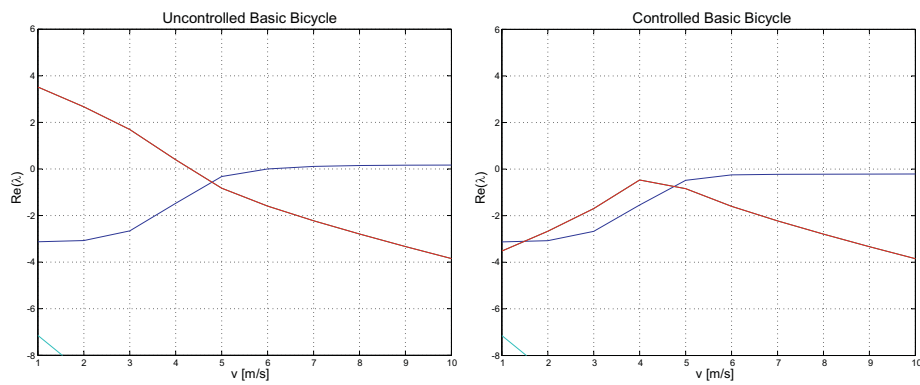 Uncontrolled Basic Bicycle
6
4
2
0
-2
-4
-6
-8
Re(λ)
1 2 3 4 5 6 7 8 9 10
v [m/s]
Controlled Basic Bicycle
6
4
2
0
-2
-4
-6
-8
Re(λ)
1 2 3 4 5 6 7 8 9 10
v [m/s]